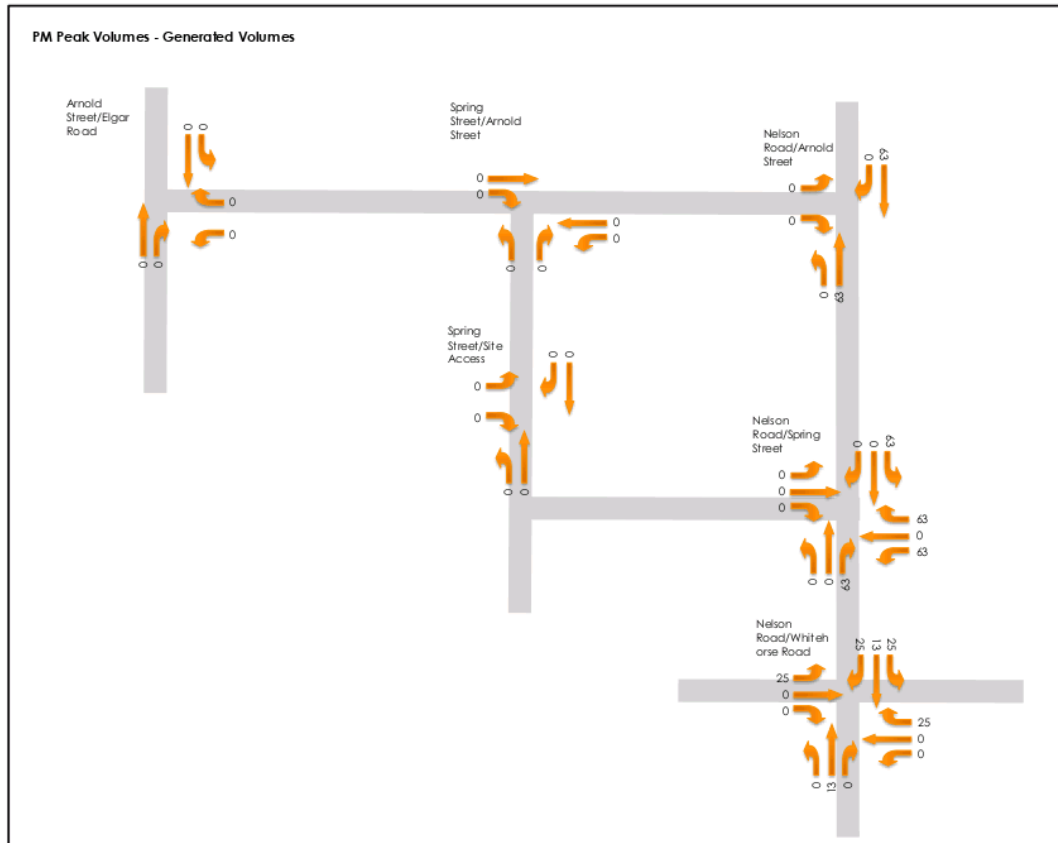 PM Peak Volumes - Generated Volumes
Arnold
Street/Elgar
Road
0 0
0
0
0 0
Spring
Street/Arnold
Street
0
0
0
0
0 0
Nelson
Road/Arnold
Street
0 63
0
0
0 63
Spring
Street/Site
Access
0 0
0
0
0 0
Nelson
Road/Spring
Street
0 0 63
0
0
0
63
0
63
0 0 63
Nelson
Road/Whiteh
orse Road
25 13 25
25
0
0
25
0
0
0 13 0